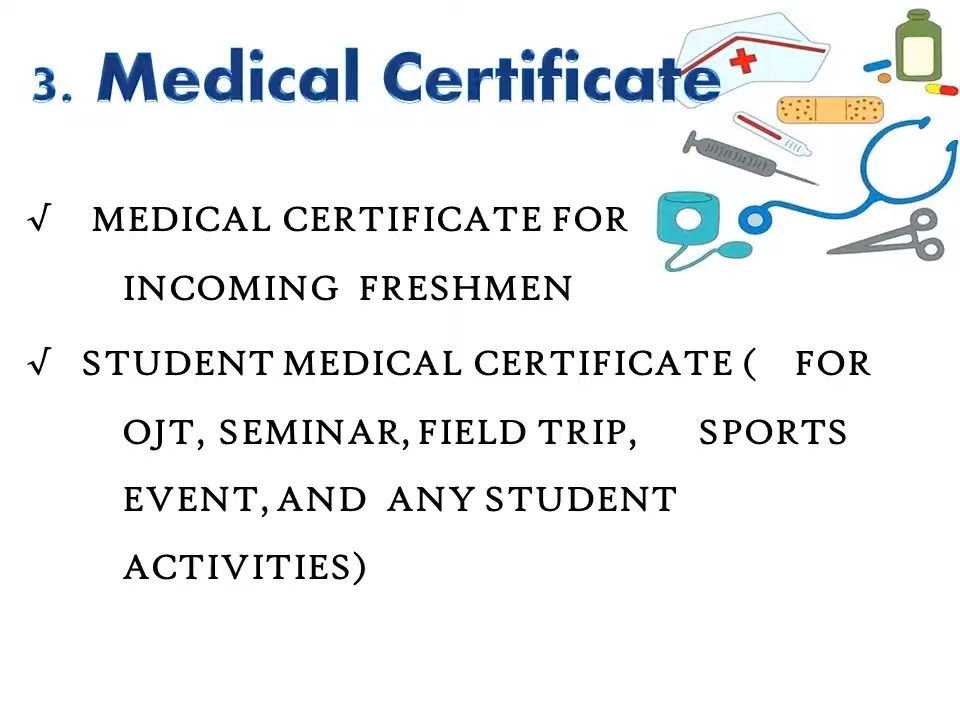 3. Medical Certificate
√ MEDICAL CERTIFICATE FOR
INCOMING FRESHMEN
√ STUDENT MEDICAL CERTIFICATE ( FOR
OJT, SEMINAR, FIELD TRIP, SPORTS
EVENT, AND ANY STUDENT
ACTIVITIES)